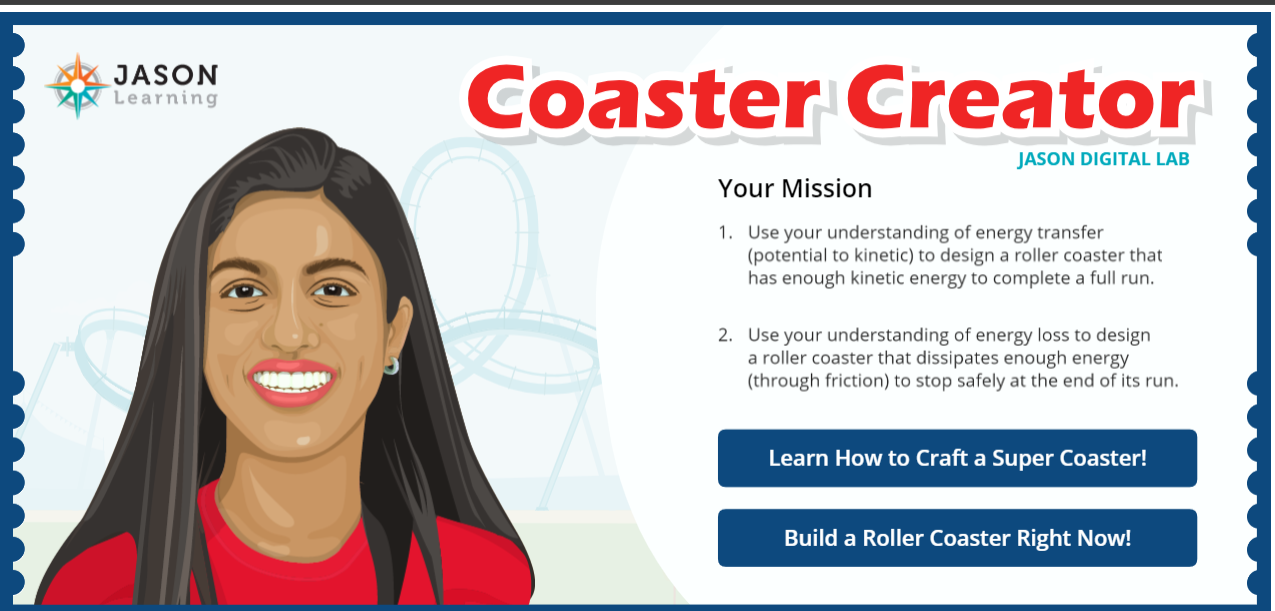 JASON
Learning
Coaster Creator
JASON DIGITAL LAB
Your Mission
1. Use your understanding of energy transfer
(potential to kinetic) to design a roller coaster that
has enough kinetic energy to complete a full run.
2. Use your understanding of energy loss to design
a roller coaster that dissipates enough energy
(through friction) to stop safely at the end of its run.
Learn How to Craft a Super Coaster!
Build a Roller Coaster Right Now!